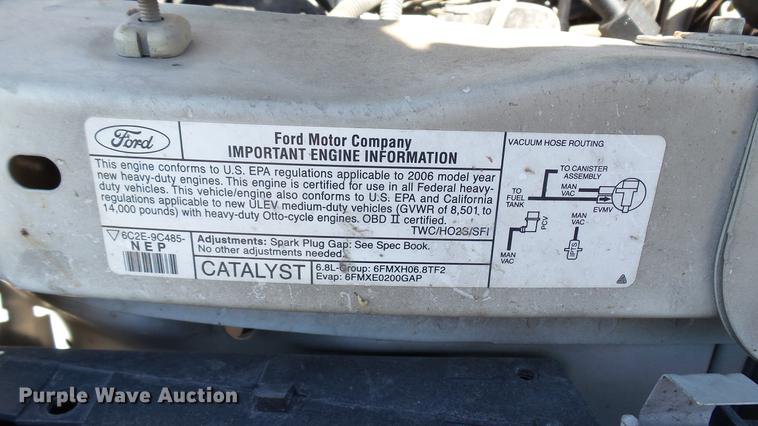 Ford
Ford Motor Company
IMPORTANT ENGINE INFORMATION
This engine conforms to U.S. EPA regulations applicable to 2006 model year
new heavy-duty engines. This engine is certified for use in all Federal heavy-
duty vehicles. This vehicle/engine also conforms to U.S. EPA and California
regulations applicable to new ULEV medium-duty vehicles (GVWR of 8,501 to
14,000 pounds) with heavy-duty Otto-cycle engines. OBD II certified.
TWC/HO2S/SFI
6C2E-9C485-
NEP
Adjustments: Spark Plug Gap: See Spec Book.
No other adjustments needed.
CATALYST
6.8L-Group: 6FMXH06.8TF2
Evap: 6FMXE0200GAP
VACUUM HOSE ROUTING
TO CANISTER
ASSEMBLY
TO
FUEL
TANK
MAN
VAC
EVMV
PCV
MAN
VAC
MAN
VAC
Purple Wave Auction